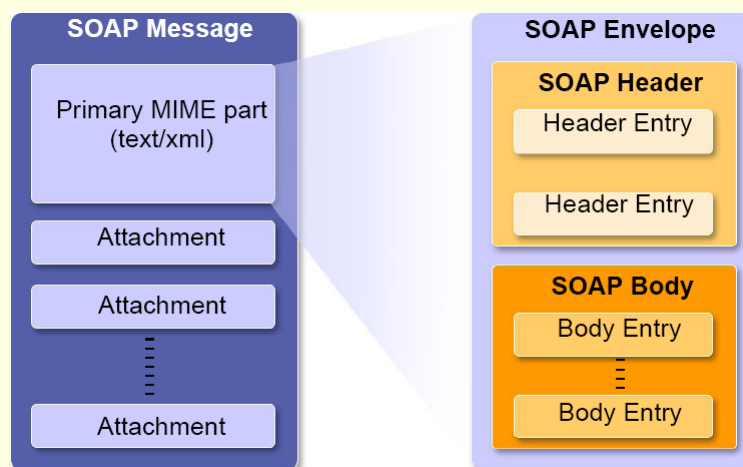 SOAP Message
Primary MIME part
(text/xml)
Attachment
Attachment
Attachment
SOAP Envelope
SOAP Header
Header Entry
Header Entry
SOAP Body
Body Entry
Body Entry